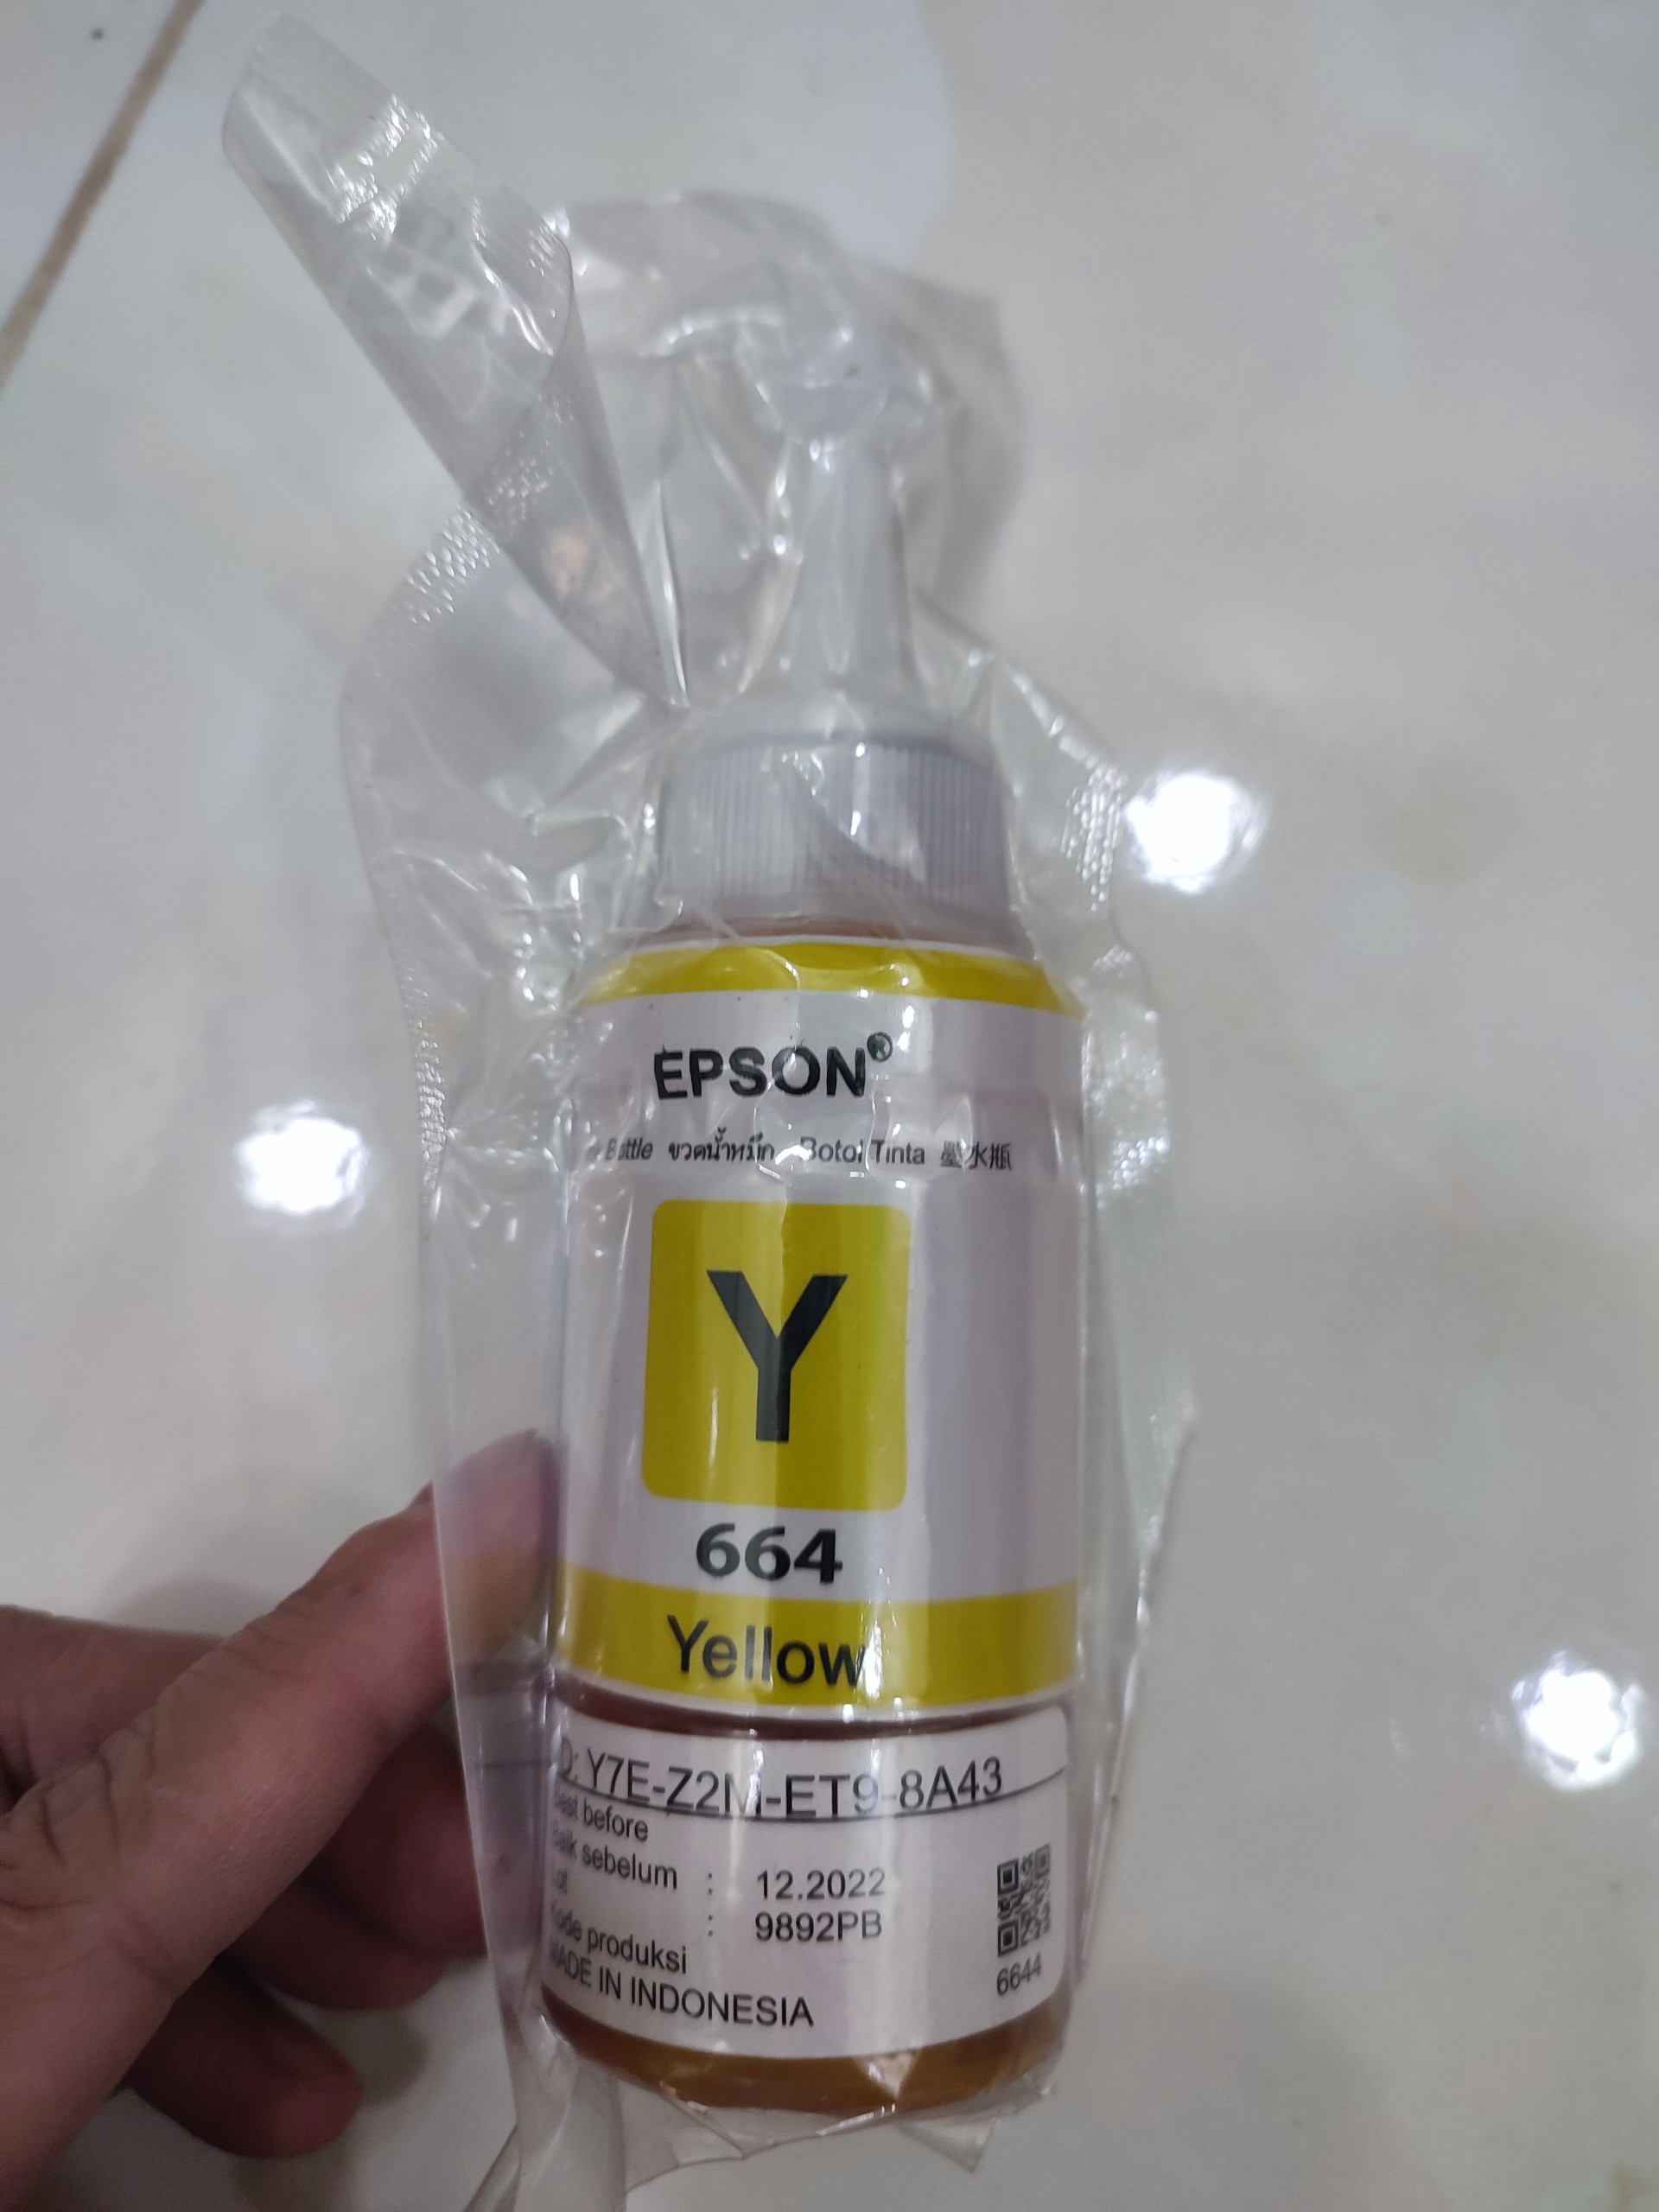 EPSON®
Bottle ขวดน้ำหมึก Botol Tinta 墨水瓶
Y
664
Yellow
ID: Y7E-Z2M-ET9-8A43
Best before
Baik sebelum : 12.2022
Lot : 9892PB
Kode produksi
MADE IN INDONESIA
6644